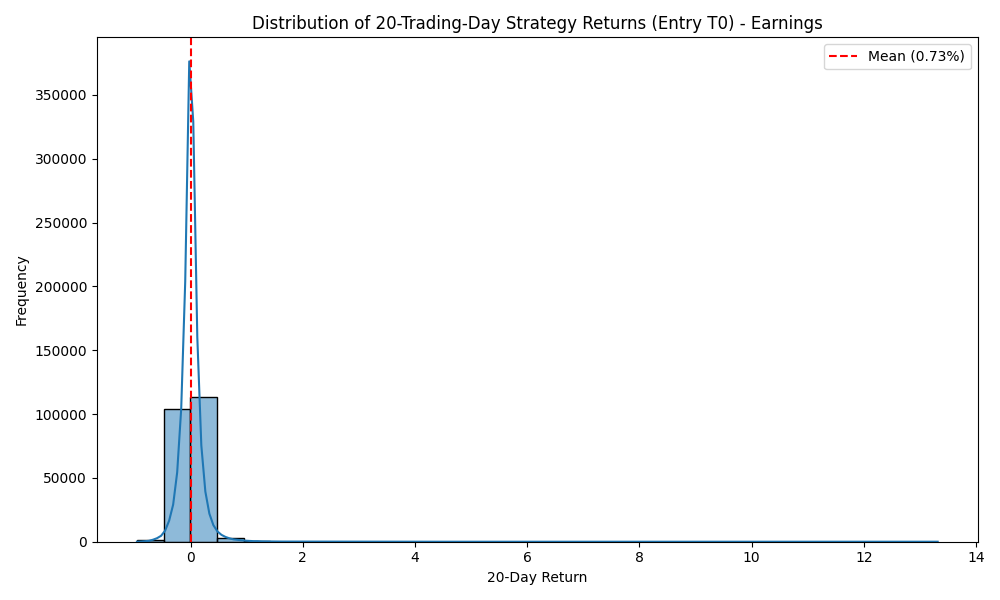 Distribution of 20-Trading-Day Strategy Returns (Entry T0) - Earnings
Mean (0.73%)
Frequency
350000
300000
250000
200000
150000
100000
50000
0
0 2 4 6 8 10 12 14
20-Day Return